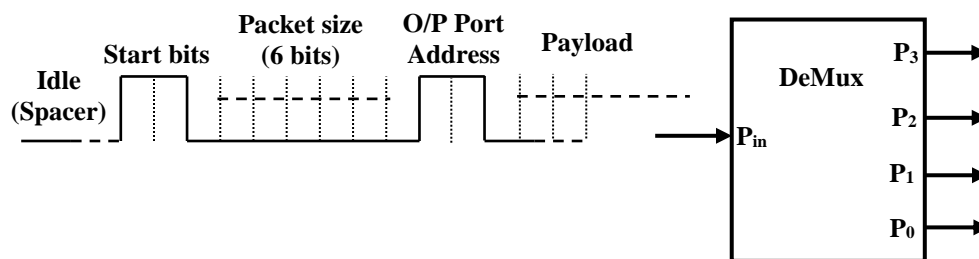 Idle
(Spacer)
Start bits
Packet size
(6 bits)
O/P Port
Address
Payload
DeMux
Pin
P3
P2
P1
P0